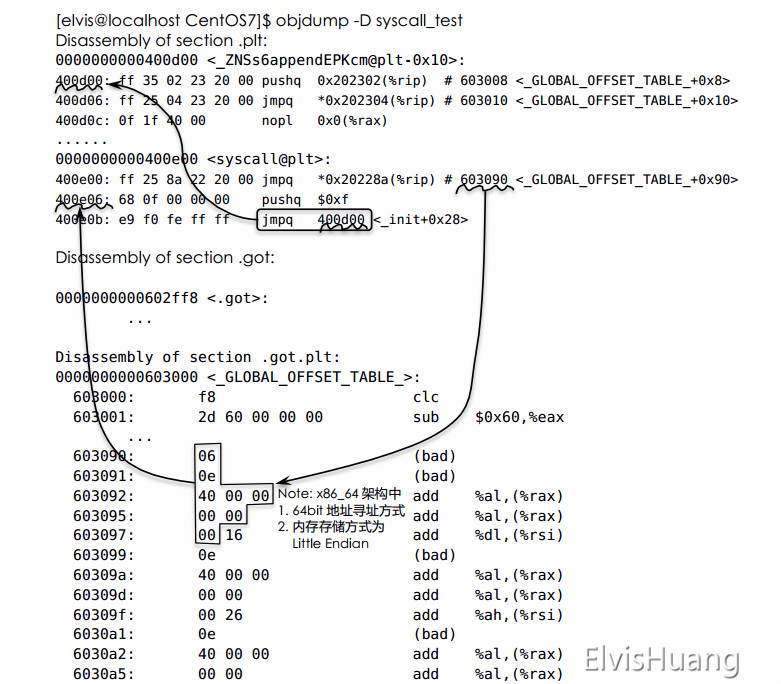 [elvis@localhost CentOS7]$ objdump -D syscall_test
Disassembly of section .plt:
0000000000400d00 <_ZNSs6appendEPKcm@plt-0x10>:
400d00: ff 35 02 23 20 00 pushq 0x202302(%rip) # 603008 <_GLOBAL_OFFSET_TABLE_+0x8>
400d06: ff 25 04 23 20 00 jmpq *0x202304(%rip) # 603010 <_GLOBAL_OFFSET_TABLE_+0x10>
400d0c: 0f 1f 40 00 nopl 0x0(%rax)
......
0000000000400e00 <syscall@plt>:
400e00: ff 25 8a 22 20 00 jmpq *0x20228a(%rip) # 603090 <_GLOBAL_OFFSET_TABLE_+0x90>
400e06: 68 0f 00 00 00 pushq $0xf
400e0b: e9 f0 fe ff ff jmpq 400d00 <_init+0x28>
Disassembly of section .got:
0000000000602ff8 <.got>:
...
Disassembly of section .got.plt:
0000000000603000 <_GLOBAL_OFFSET_TABLE_>:
603000: f8 clc
603001: 2d 60 00 00 00 sub $0x60,%eax
...
603090: 06 (bad)
603091: 0e (bad)
603092: 40 00 00 add %al,(%rax)
603095: 00 00 add %al,(%rax)
603097: 00 16 add %dl,(%rsi)
603099: 0e (bad)
60309a: 40 00 00 add %al,(%rax)
60309d: 00 00 add %al,(%rax)
60309f: 00 26 add %ah,(%rsi)
6030a1: 0e (bad)
6030a2: 40 00 00 add %al,(%rax)
6030a5: 00 00 add %al,(%rax)
Note: x86_64 架构中
1. 64bit 地址寻址方式
2. 内存存储方式为
Little Endian
ElvisHuang